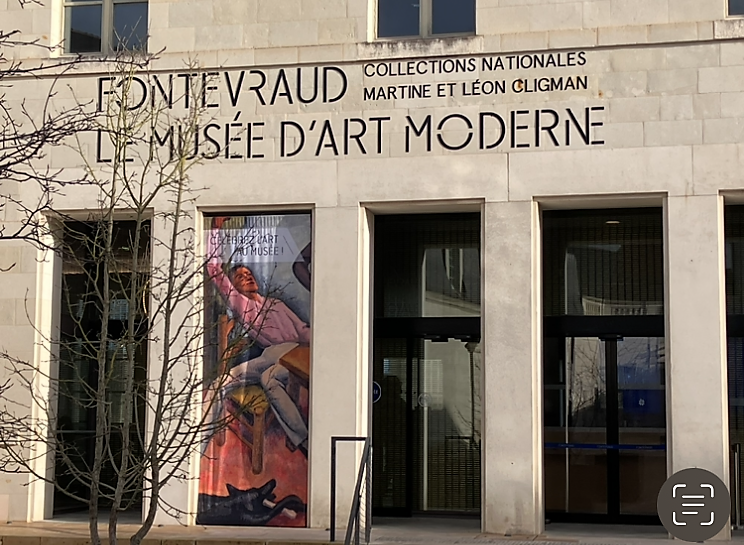 FONTEVRAUD
COLLECTIONS NATIONALES
MARTINE ET LÉON CLIGMAN
LE MUSÉE D'ART MODERNE
CÉLÉBREZ L'ART
AU MUSÉE !